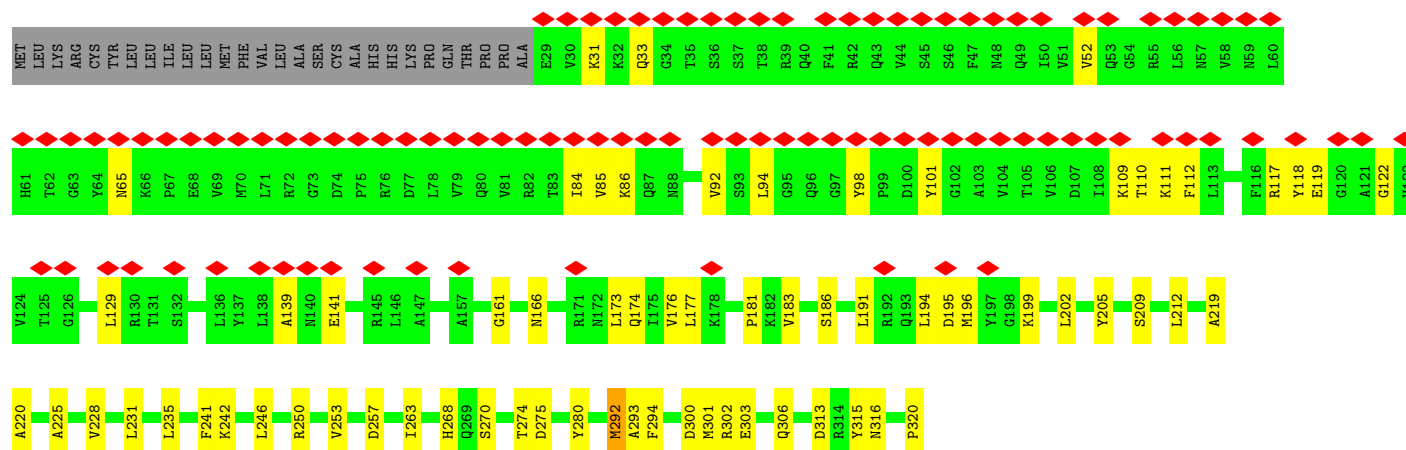 MET LEU LYS ARG CYS TYR LEU LEU ILE LEU LEU MET PHE VAL LEU ALA SER CYS ALA HIS HIS LYS PRO GLN THR PRO PRO ALA E29 V30 K31 K32 Q33 G34 T35 S36 S37 T38 R39 Q40 F41 R42 Q43 V44 S45 S46 F47 N48 Q49 I50 V51 V52 Q53 G54 R55 L56 N57 V58 N59 L60
H61 T62 G63 Y64 N65 K66 P67 E68 V69 M70 L71 R72 G73 D74 P75 R76 D77 L78 V79 Q80 V81 R82 T83 I84 V85 K86 Q87 N88 V92 S93 L94 G95 Q96 G97 Y98 P99 D100 Y101 G102 A103 V104 T105 V106 D107 I108 K109 T110 K111 F112 L113 F116 R117 Y118 E119 G120 A121 G122
V124 T125 G126 L129 R130 T131 S132 L136 Y137 L138 A139 N140 E141 R145 L146 A147 A157 G161 N166 R171 N172 L173 Q174 I175 V176 L177 K178 P181 K182 V183 S186 L191 R192 Q193 L194 D195 M196 Y197 G198 K199 L202 Y205 S209 L212 A219
A220 A225 V228 L231 L235 F241 K242 L246 R250 V253 D257 I263 H268 Q269 S270 T274 D275 Y280 M292 A293 F294 D300 M301 R302 E303 Q306 D313 R314 Y315 N316 P320